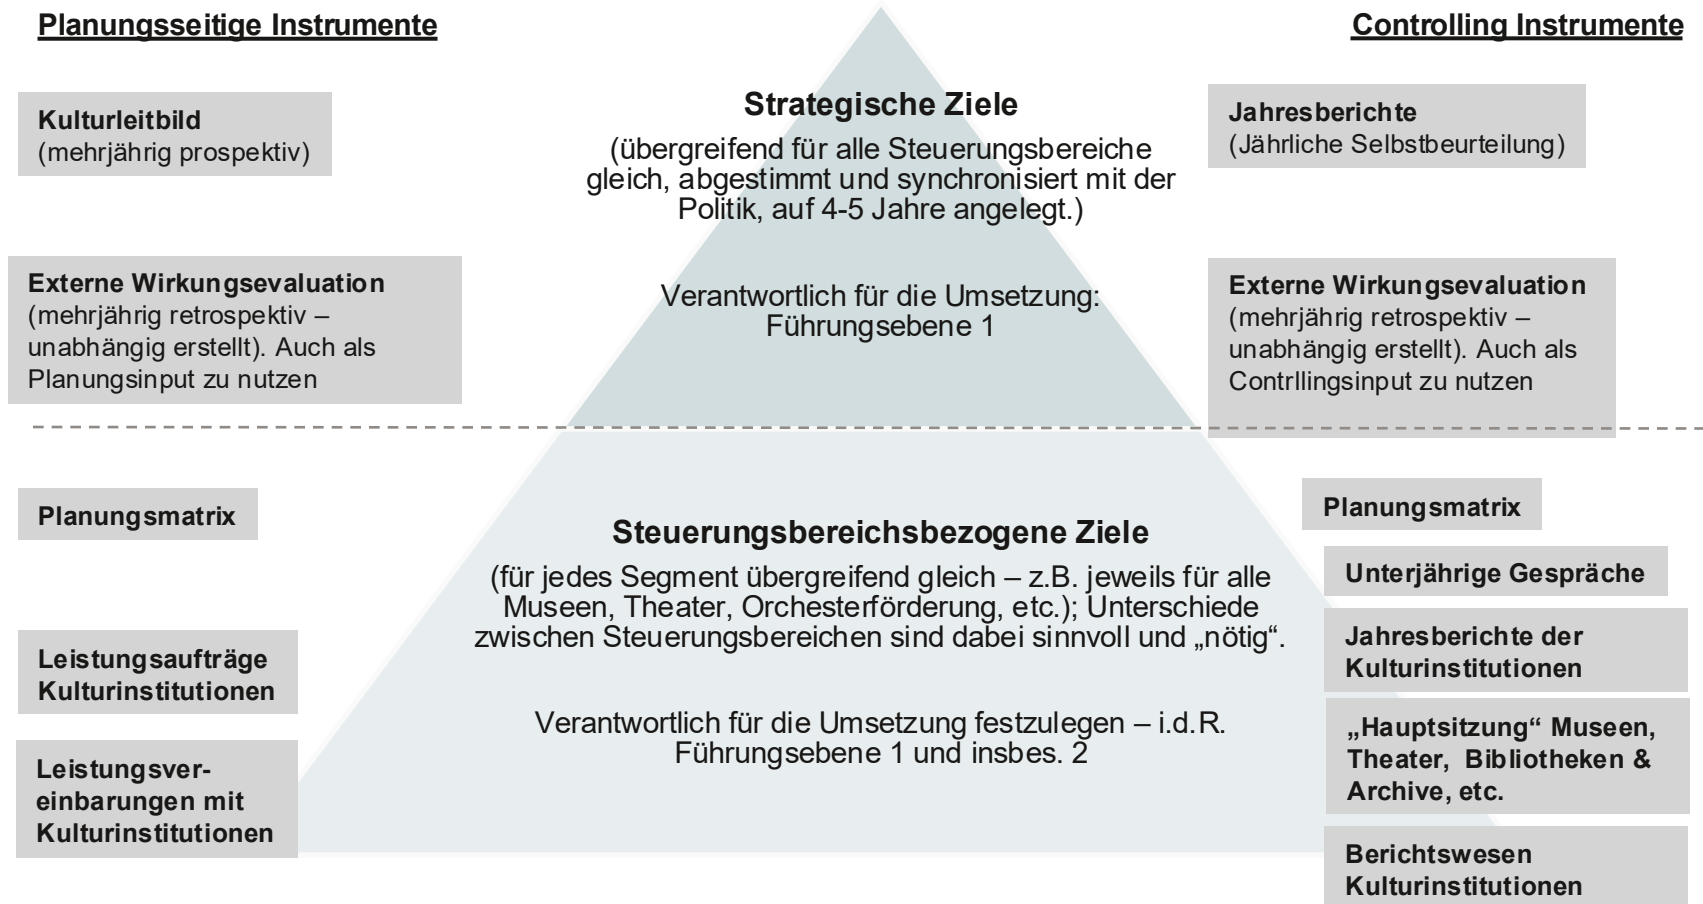 Planungsseitige Instrumente
Kulturleitbild
(mehrjährig prospektiv)
Externe Wirkungsevaluation
(mehrjährig retrospektiv –
unabhängig erstellt). Auch als
Planungsinput zu nutzen
Planungsmatrix
Leistungsaufträge
Kulturinstitutionen
Leistungsver-
einbarungen mit
Kulturinstitutionen
Strategische Ziele
(übergreifend für alle Steuerungsbereiche
gleich, abgestimmt und synchronisiert mit der
Politik, auf 4-5 Jahre angelegt.)
Verantwortlich für die Umsetzung:
Führungsebene 1
Steuerungsbereichsbezogene Ziele
(für jedes Segment übergreifend gleich – z.B. jeweils für alle
Museen, Theater, Orchesterförderung, etc.); Unterschiede
zwischen Steuerungsbereichen sind dabei sinnvoll und „nötig“.
Verantwortlich für die Umsetzung festzulegen – i.d.R.
Führungsebene 1 und insbes. 2
Controlling Instrumente
Jahresberichte
(Jährliche Selbstbeurteilung)
Externe Wirkungsevaluation
(mehrjährig retrospektiv –
unabhängig erstellt). Auch als
Contrllingsinput zu nutzen
Planungsmatrix
Unterjährige Gespräche
Jahresberichte der
Kulturinstitutionen
„Hauptsitzung“ Museen,
Theater, Bibliotheken &
Archive, etc.
Berichtswesen
Kulturinstitutionen